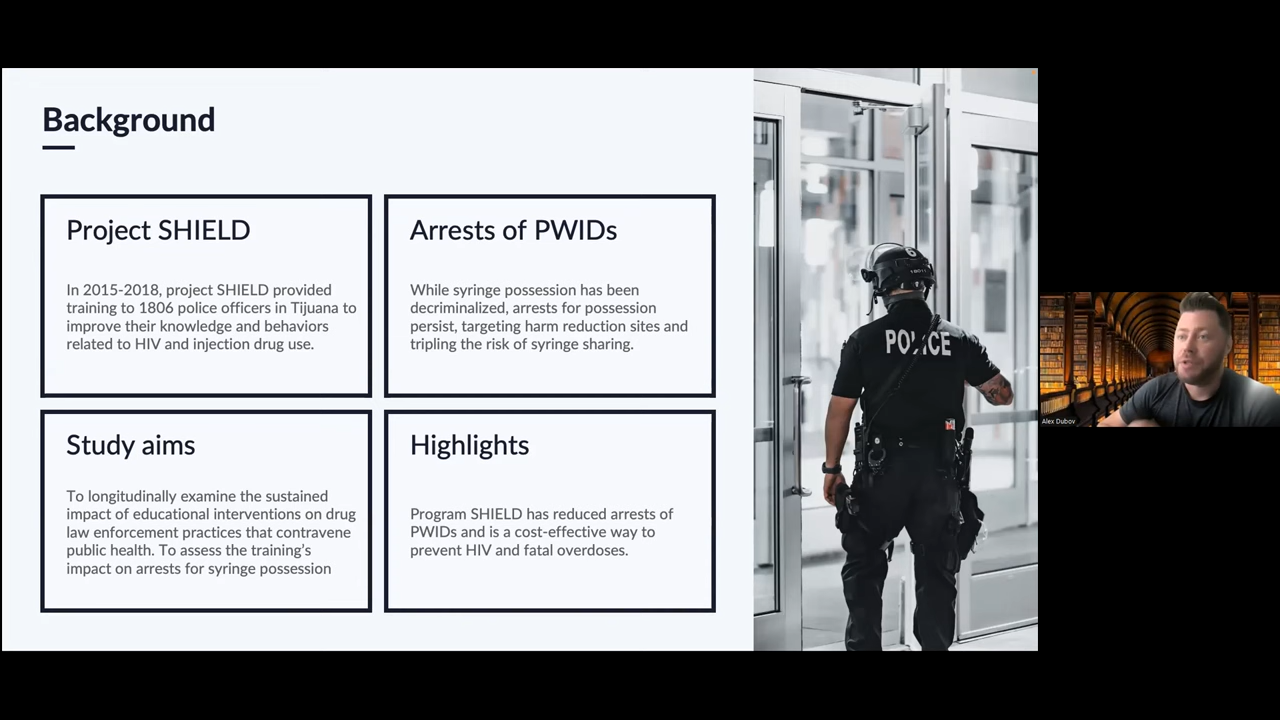 Background
Project SHIELD
In 2015-2018, project SHIELD provided
training to 1806 police officers in Tijuana to
improve their knowledge and behaviors
related to HIV and injection drug use.
Arrests of PWIDs
While syringe possession has been
decriminalized, arrests for possession
persist, targeting harm reduction sites and
tripling the risk of syringe sharing.
Study aims
To longitudinally examine the sustained
impact of educational interventions on drug
law enforcement practices that contravene
public health. To assess the training's
impact on arrests for syringe possession
Highlights
Program SHIELD has reduced arrests of
PWIDs and is a cost-effective way to
prevent HIV and fatal overdoses.
6
POLICE
Alex Dubov